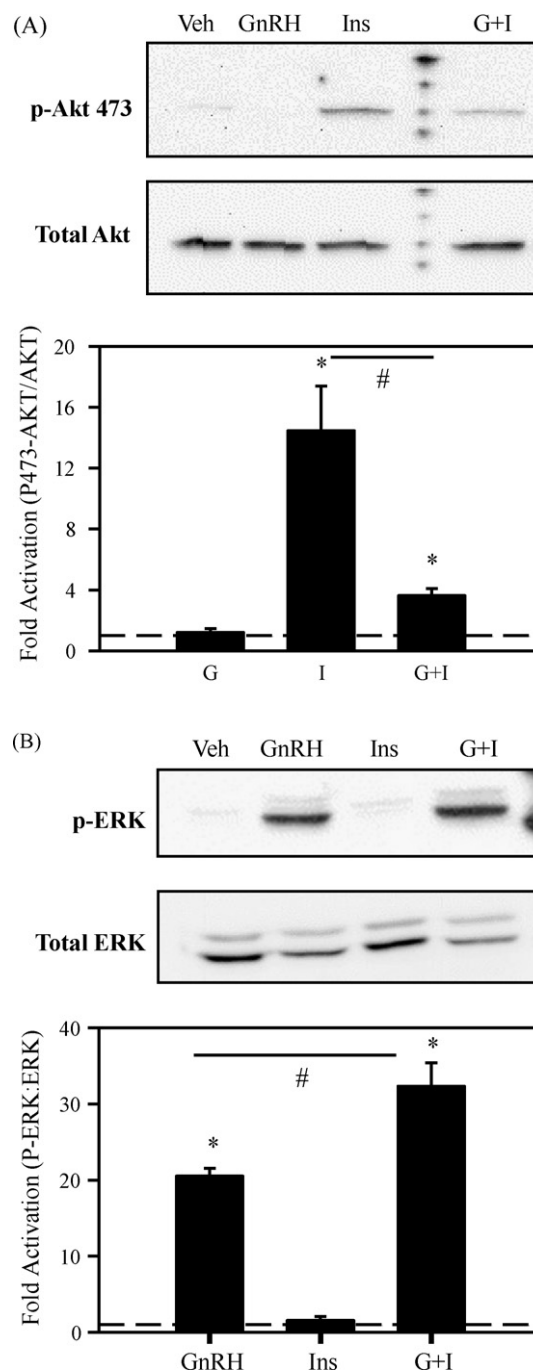 (A)
Veh GnRH Ins G+I
p-Akt 473
Total Akt
Fold Activation (P473-AKT/AKT)
20
16
12
8
4
0
*
#
*
G I G+I
(B)
Veh GnRH Ins G+I
p-ERK
Total ERK
Fold Activation (P-ERK:ERK)
40
30
20
10
0
*
#
*
GnRH Ins G+I